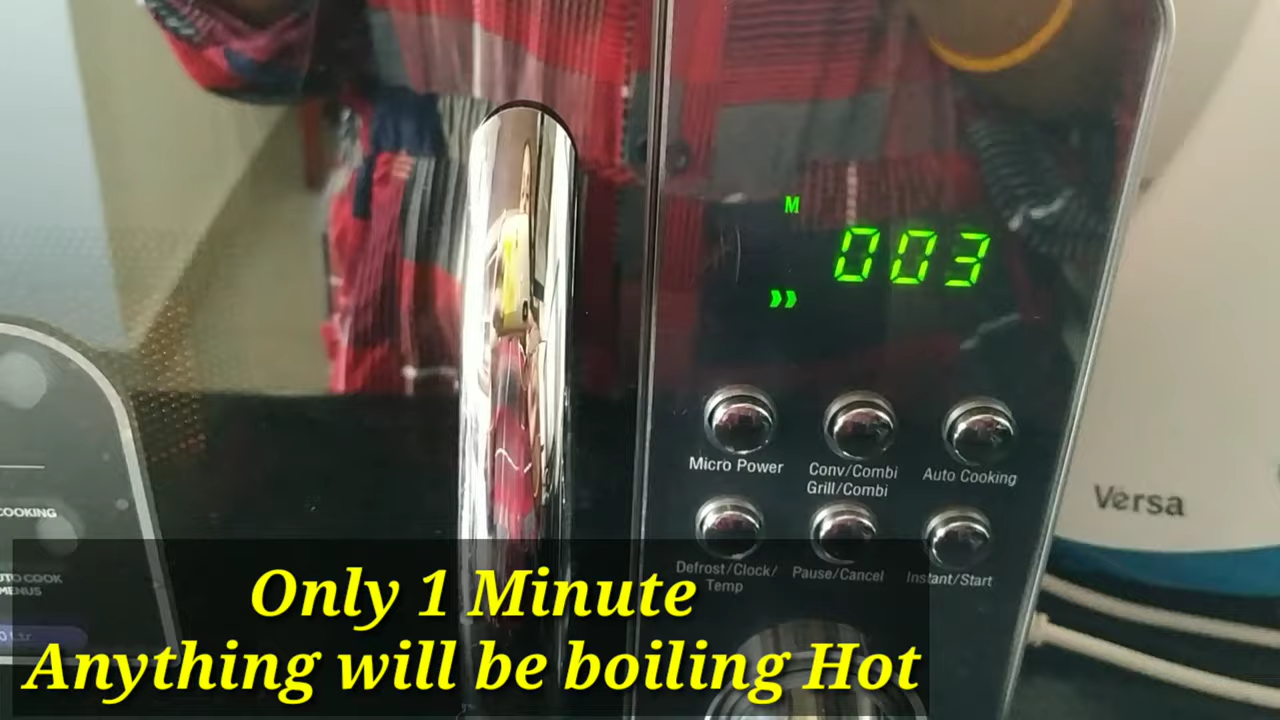 M
003
»
Micro Power
Conv/Combi
Grill/Combi
Auto Cooking
Defrost/Clock/
Temp
Pause/Cancel
Instant/Start
Versa
COOKING
COOK
MENUS
Only 1 Minute
Anything will be boiling Hot